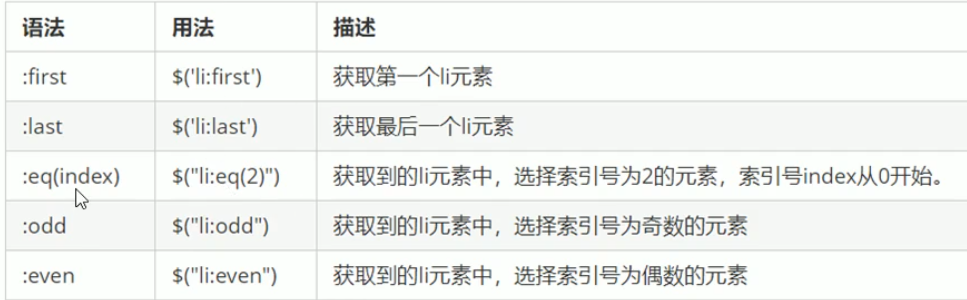 语法 用法 描述
:first $('li:first') 获取第一个li元素
:last $('li:last') 获取最后一个li元素
:eq(index) $("li:eq(2)") 获取到的li元素中，选择索引号为2的元素，索引号index从0开始。
:odd $("li:odd") 获取到的li元素中，选择索引号为奇数的元素
:even $("li:even") 获取到的li元素中，选择索引号为偶数的元素